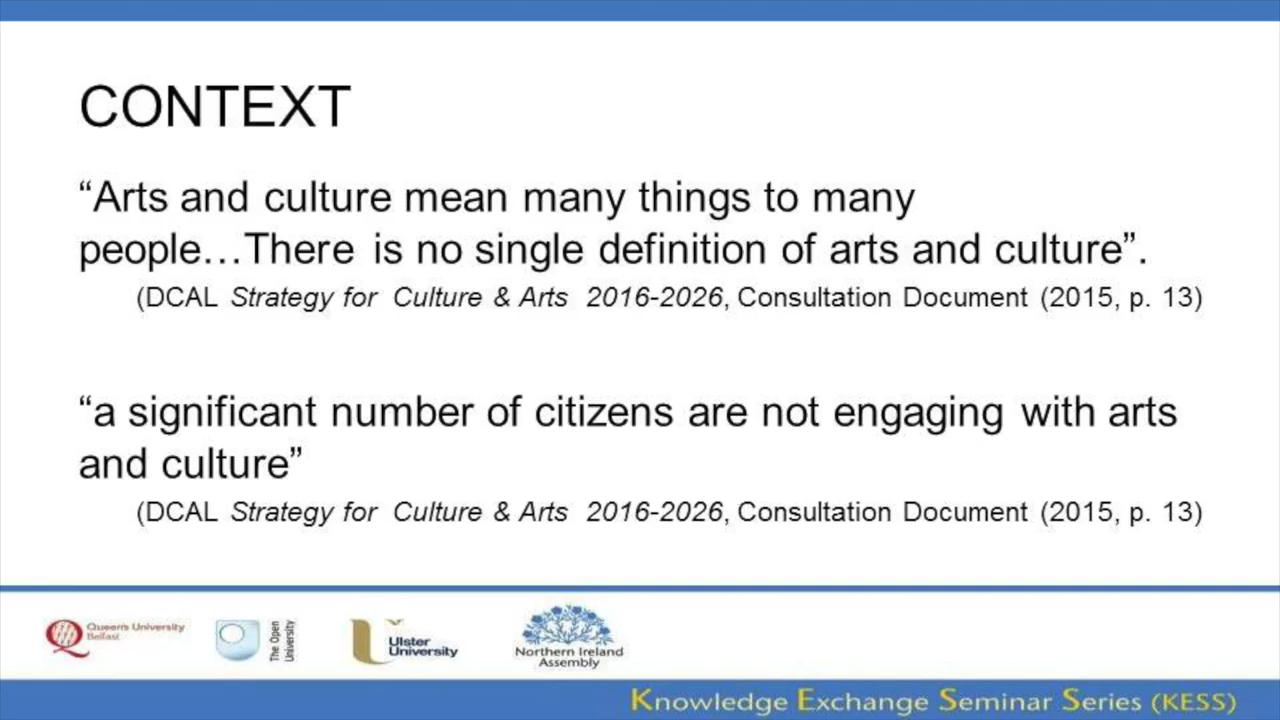 CONTEXT
“Arts and culture mean many things to many
people…There is no single definition of arts and culture”.
(DCAL Strategy for Culture & Arts 2016-2026, Consultation Document (2015, p. 13)
“a significant number of citizens are not engaging with arts
and culture”
(DCAL Strategy for Culture & Arts 2016-2026, Consultation Document (2015, p. 13)
Queen's University
Belfast
The Open
University
Ulster
University
Northern Ireland
Assembly
Knowledge Exchange Seminar Series (KESS)